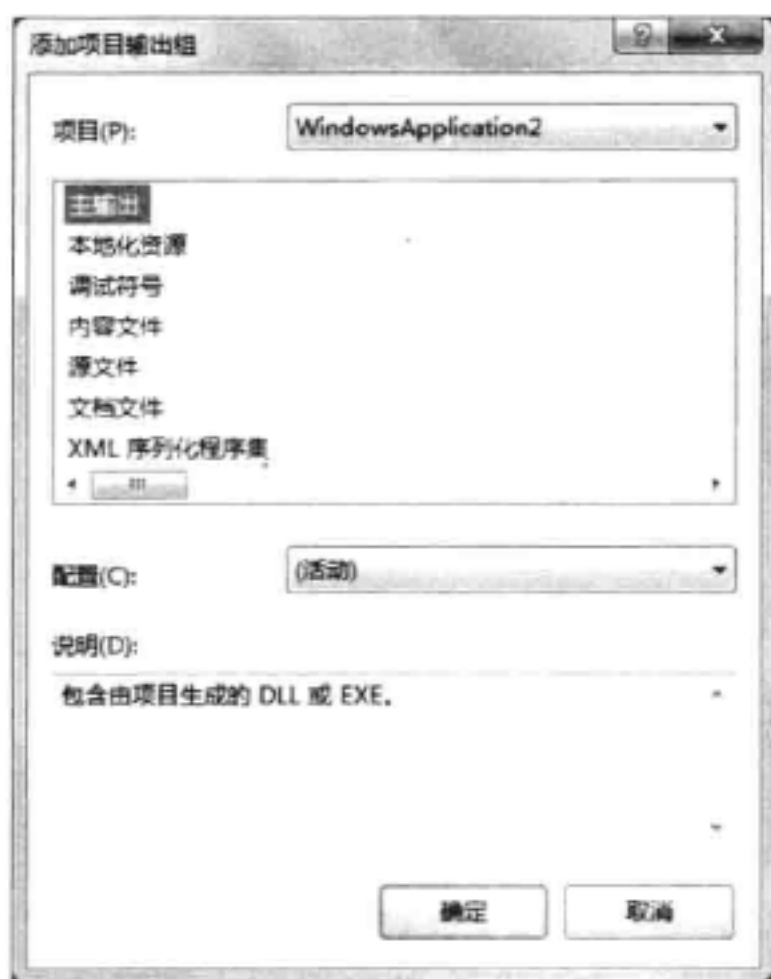 添加项目输出组
项目(P):
WindowsApplication2
主输出
本地化资源
调试符号
内容文件
源文件
文档文件
XML 序列化程序集
配置(C):
(活动)
说明(D):
包含由项目生成的 DLL 或 EXE。
确定
取消